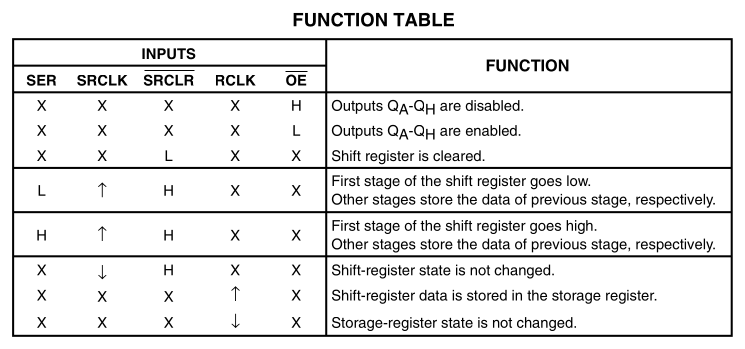 FUNCTION TABLE
INPUTS FUNCTION
SER SRCLK S̅R̅C̅L̅R̅ RCLK O̅E̅
X X X X H Outputs QA-QH are disabled.
X X X X L Outputs QA-QH are enabled.
X X L X X Shift register is cleared.
L ↑ H X X First stage of the shift register goes low.
Other stages store the data of previous stage, respectively.
H ↑ H X X First stage of the shift register goes high.
Other stages store the data of previous stage, respectively.
X ↓ H X X Shift-register state is not changed.
X X X ↑ X Shift-register data is stored in the storage register.
X X X ↓ X Storage-register state is not changed.